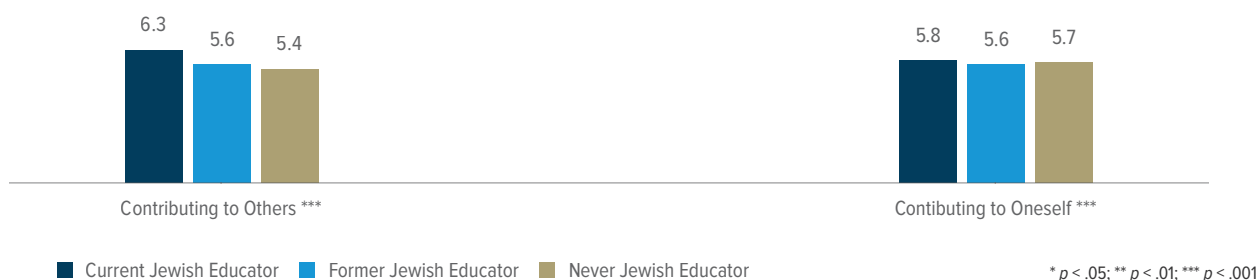 6.3 5.6 5.4 5.8 5.6 5.7
Contributing to Others *** Contibuting to Oneself ***
Current Jewish Educator Former Jewish Educator Never Jewish Educator
* p < .05; ** p < .01; *** p < .001